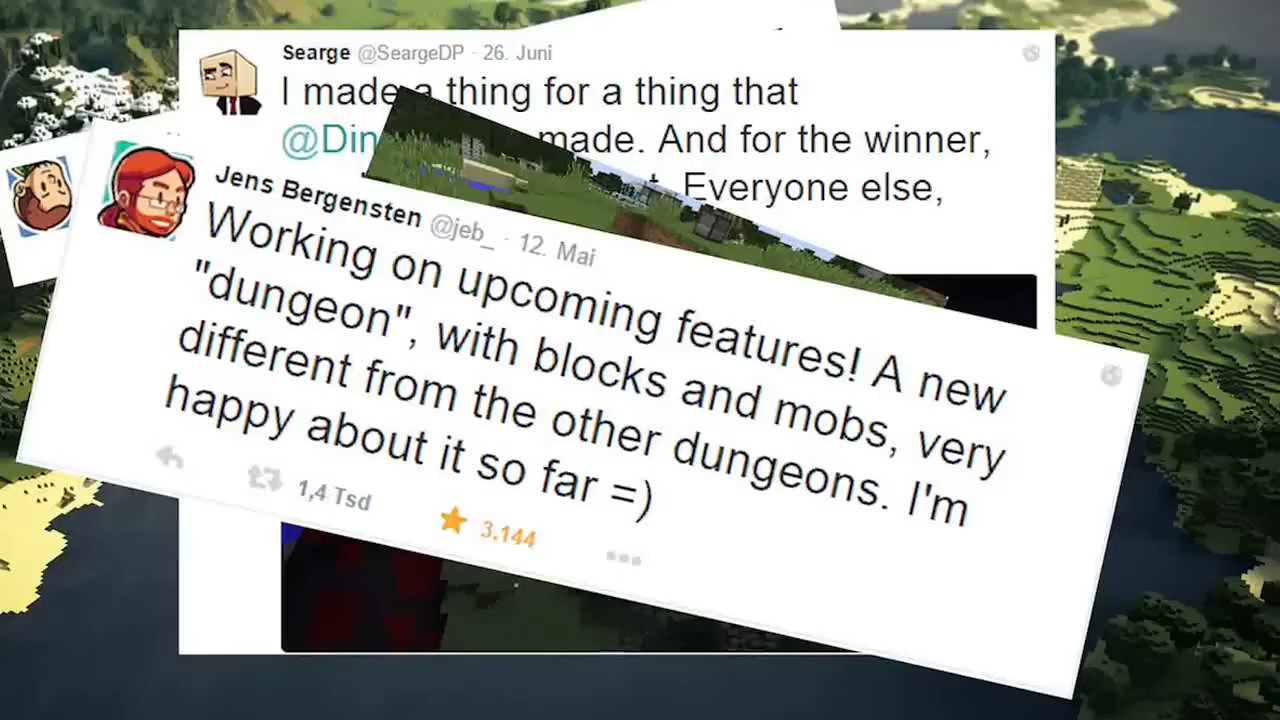 Searge @SeargeDP · 26. Juni
I made a thing for a thing that
made. And for the winner,
Everyone else,
Jens Bergensten @jeb_ · 12. Mai
Working on upcoming features! A new
"dungeon", with blocks and mobs, very
different from the other dungeons. I'm
happy about it so far =)
1,4 Tsd 3.144